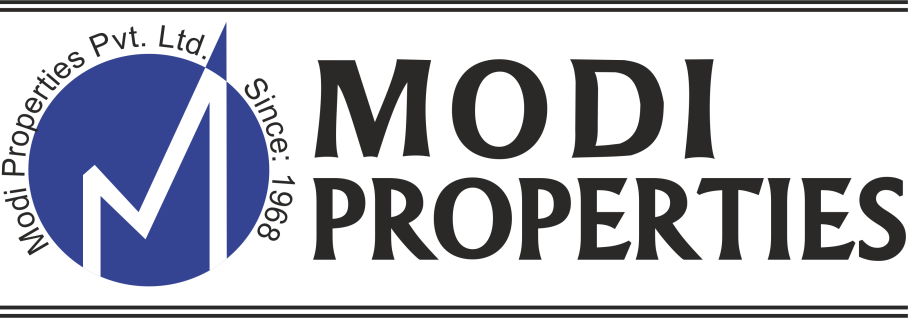 Modi Properties Pvt. Ltd. Since: 1968
MODI
PROPERTIES